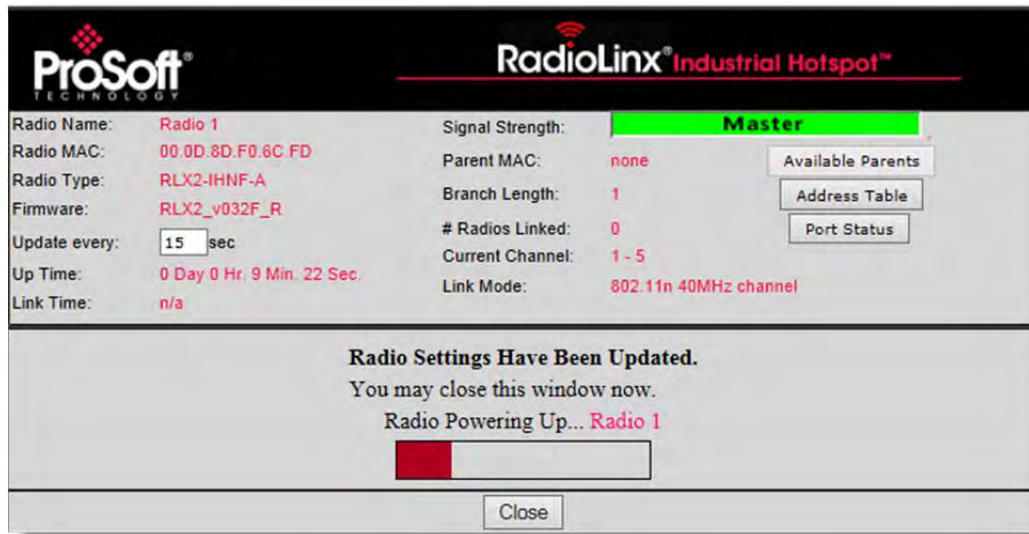 ProSoft®
TECHNOLOGY
RadioLinx® Industrial Hotspot™
Radio Name: Radio 1
Radio MAC: 00.0D.8D.F0.6C.FD
Radio Type: RLX2-IHNF-A
Firmware: RLX2_v032F_R
Update every: 15 sec
Up Time: 0 Day 0 Hr. 9 Min. 22 Sec.
Link Time: n/a
Signal Strength: Master
Parent MAC: none Available Parents
Branch Length: 1 Address Table
# Radios Linked: 0 Port Status
Current Channel: 1 - 5
Link Mode: 802.11n 40MHz channel
Radio Settings Have Been Updated.
You may close this window now.
Radio Powering Up... Radio 1
Close